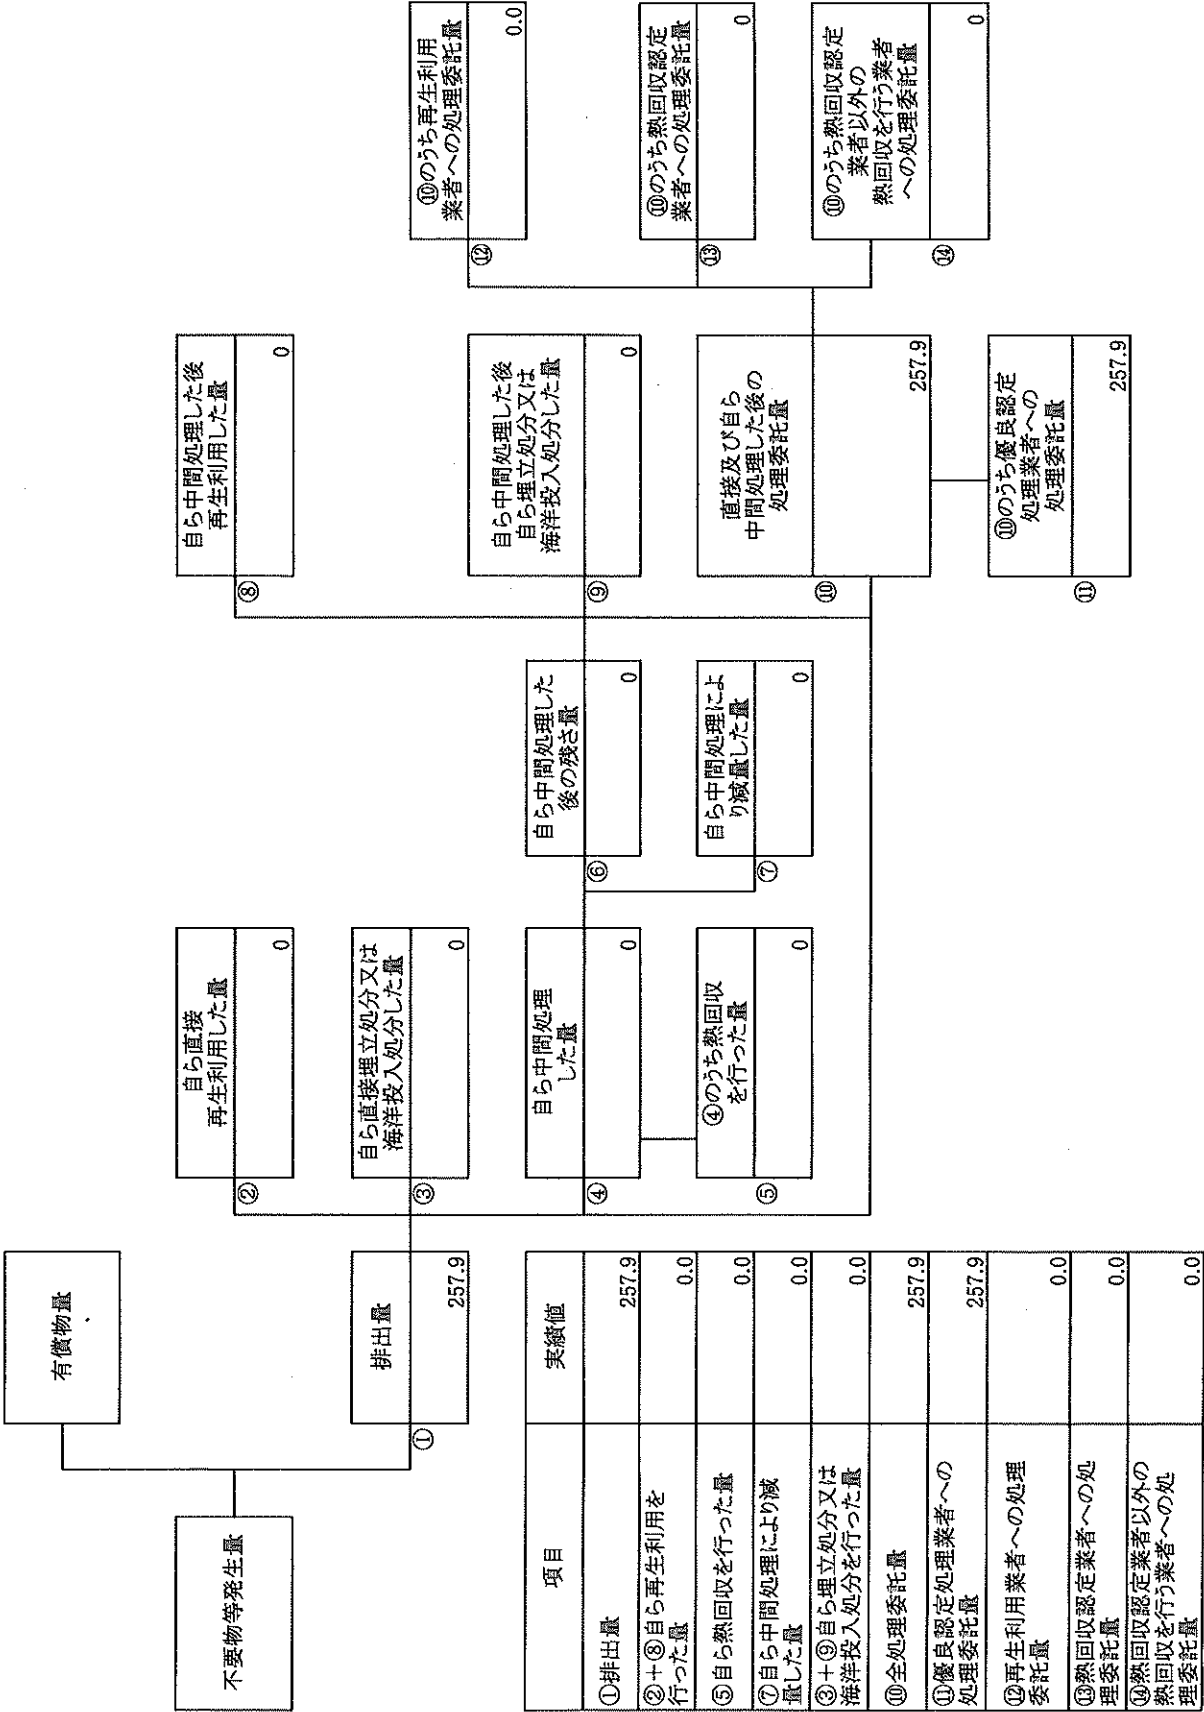 不要物等発生量
有償物量
①
排出量
257.9
②
自ら直接
再生利用した量
0
③
自ら直接埋立処分又は
海洋投入処分した量
0
④
自ら中間処理
した量
0
⑤
④のうち熱回収
を行った量
0
⑥
自ら中間処理した
後の残さ量
0
⑦
自ら中間処理によ
り減量した量
0
⑧
自ら中間処理した後
再生利用した量
0
⑨
自ら中間処理した後
自ら埋立処分又は
海洋投入処分した量
0
⑩
直接及び自ら
中間処理した後の
処理委託量
257.9
⑪
⑩のうち優良認定
処理業者への
処理委託量
257.9
⑫
⑩のうち再生利用
業者への処理委託量
0.0
⑬
⑩のうち熱回収認定
業者への処理委託量
0
⑭
⑩のうち熱回収認定
業者以外の
熱回収を行う業者
への処理委託量
0
項目 実績値
①排出量 257.9
②+⑧自ら再生利用を
行った量 0.0
⑤自ら熱回収を行った量 0.0
⑦自ら中間処理により減
量した量 0.0
③+⑨自ら埋立処分又は
海洋投入処分を行った量 0.0
⑩全処理委託量 257.9
⑪優良認定処理業者への
処理委託量 257.9
⑫再生利用業者への処理
委託量 0.0
⑬熱回収認定業者への処
理委託量 0.0
⑭熱回収認定業者以外の
熱回収を行う業者への処
理委託量 0.0